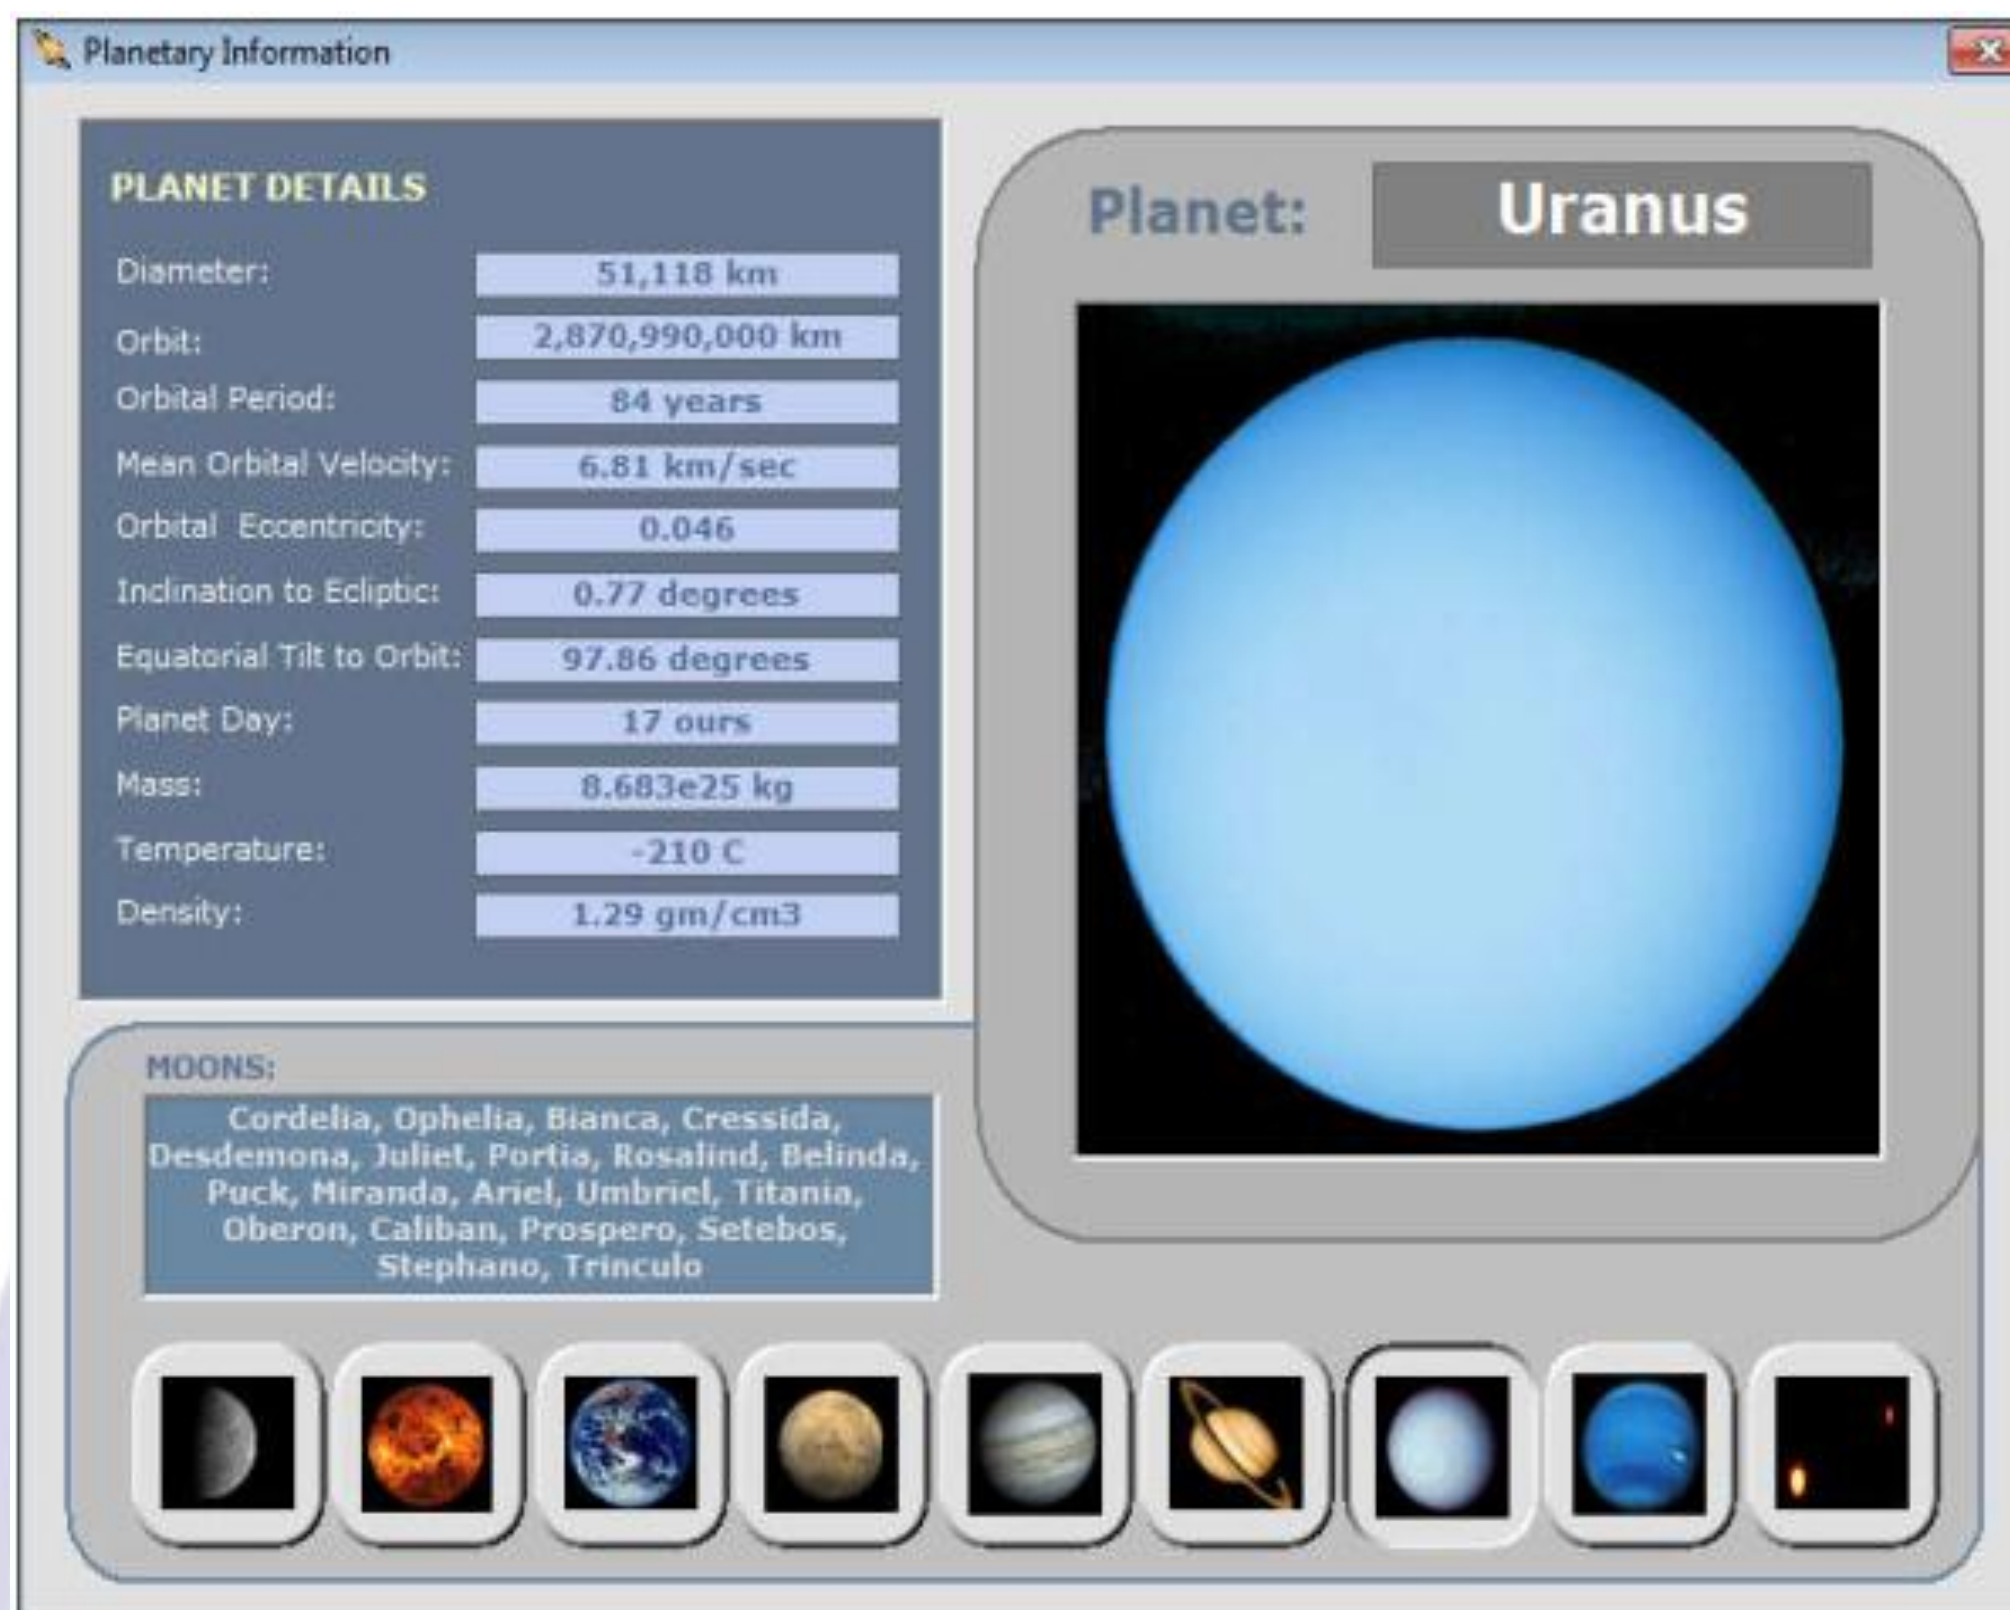 Planetary Information
PLANET DETAILS
Diameter: 51,118 km
Orbit: 2,870,990,000 km
Orbital Period: 84 years
Mean Orbital Velocity: 6.81 km/sec
Orbital Eccentricity: 0.046
Inclination to Ecliptic: 0.77 degrees
Equatorial Tilt to Orbit: 97.86 degrees
Planet Day: 17 ours
Mass: 8.683e25 kg
Temperature: -210 C
Density: 1.29 gm/cm3
Planet: Uranus
MOONS:
Cordelia, Ophelia, Bianca, Cressida,
Desdemona, Juliet, Portia, Rosalind, Belinda,
Puck, Miranda, Ariel, Umbriel, Titania,
Oberon, Caliban, Prospero, Setebos,
Stephano, Trinculo